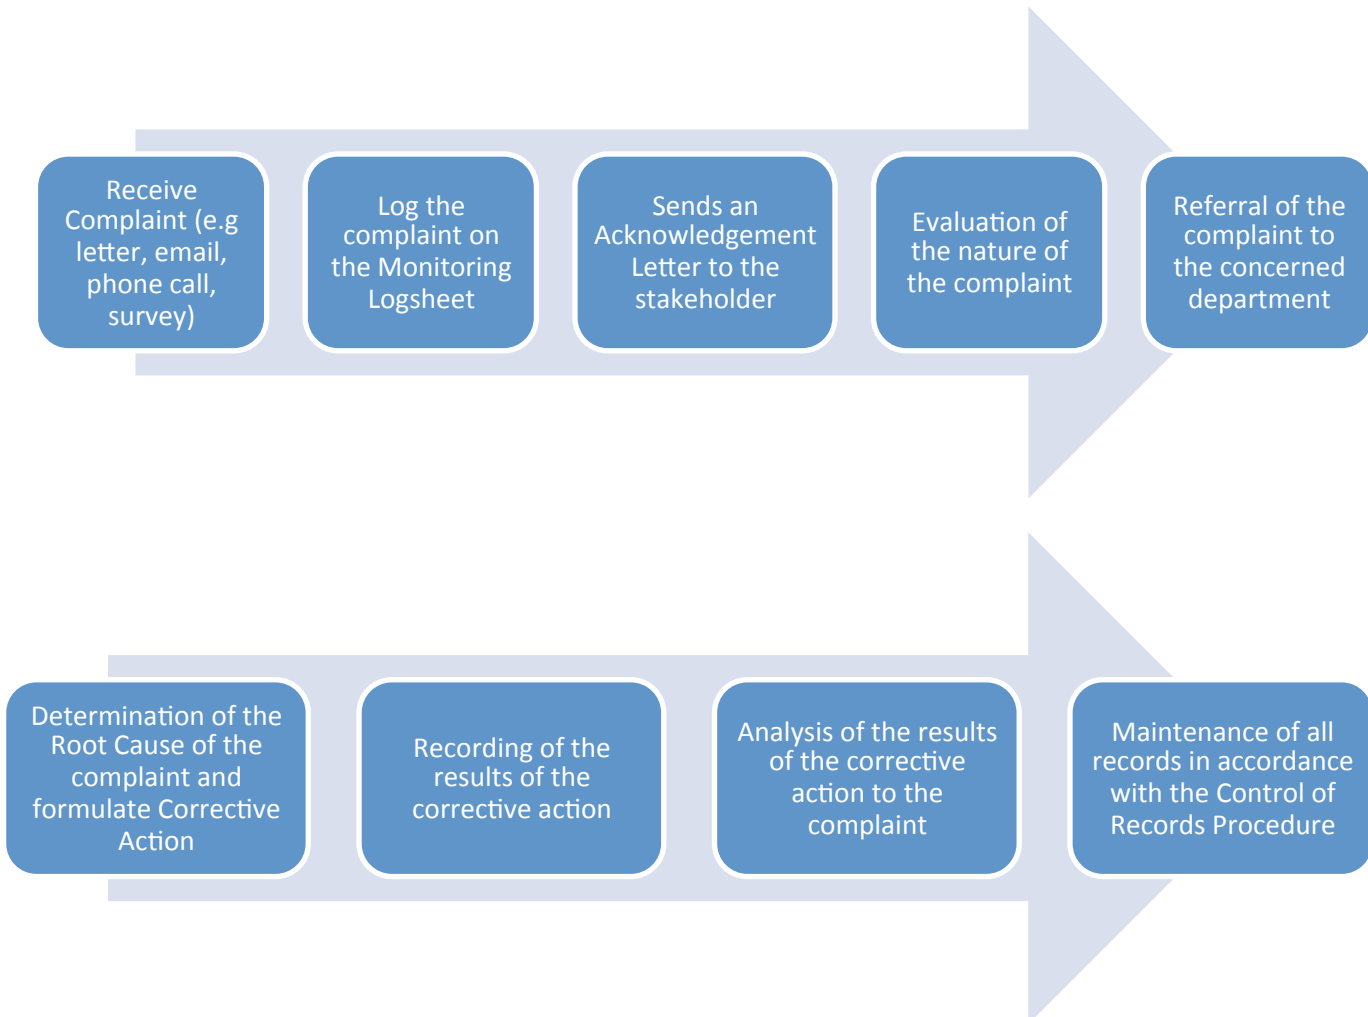 Receive
Complaint (e.g
letter, email,
phone call,
survey)
Log the
complaint on
the Monitoring
Logsheet
Sends an
Acknowledgement
Letter to the
stakeholder
Evaluation of
the nature of
the complaint
Referral of the
complaint to
the concerned
department
Determination of the
Root Cause of the
complaint and
formulate Corrective
Action
Recording of the
results of the
corrective action
Analysis of the results
of the corrective
action to the
complaint
Maintenance of all
records in accordance
with the Control of
Records Procedure